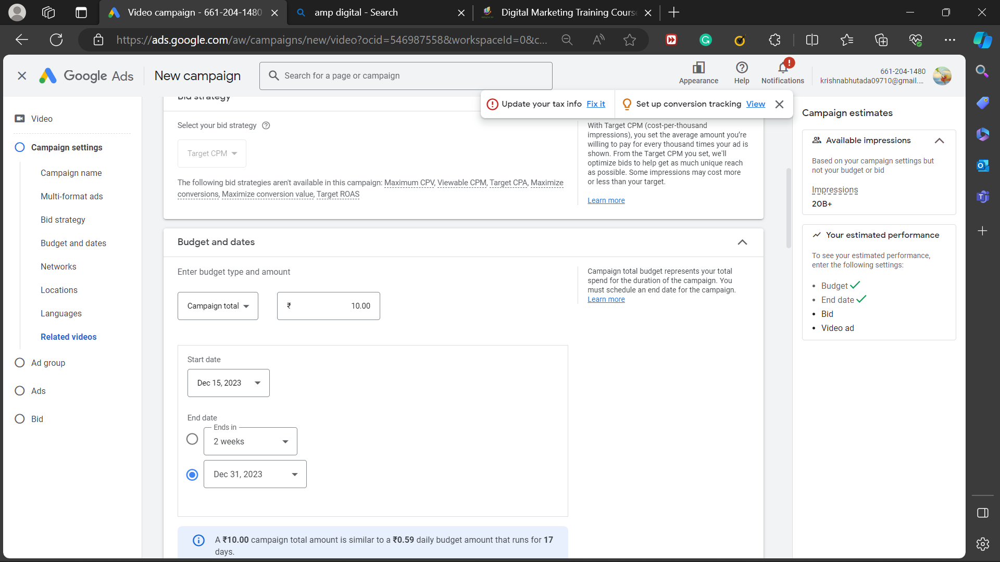 Video campaign - 661-204-1480
amp digital - Search
Digital Marketing Training Course
https://ads.google.com/aw/campaigns/new/video?ocid=546987558&workspaceId=0&c...
Google Ads
New campaign
Search for a page or campaign
Appearance
Help
Notifications
661-204-1480
krishnabhutada09710@gmail....
Update your tax info Fix it
Set up conversion tracking View
Video
Campaign settings
Campaign name
Multi-format ads
Bid strategy
Budget and dates
Networks
Locations
Languages
Related videos
Ad group
Ads
Bid
Bid strategy
Select your bid strategy
Target CPM
The following bid strategies aren't available in this campaign: Maximum CPV, Viewable CPM, Target CPA, Maximize
conversions, Maximize conversion value, Target ROAS
With Target CPM (cost-per-thousand
impressions), you set the average amount you're
willing to pay for every thousand times your ad is
shown. From the Target CPM you set, we'll
optimize bids to help get as much unique reach
as possible. Some impressions may cost more
or less than your target.
Learn more
Budget and dates
Enter budget type and amount
Campaign total
₹ 10.00
Campaign total budget represents your total
spend for the duration of the campaign. You
must schedule an end date for the campaign.
Learn more
Start date
Dec 15, 2023
End date
Ends in
2 weeks
Dec 31, 2023
A ₹10.00 campaign total amount is similar to a ₹0.59 daily budget amount that runs for 17
days.
Campaign estimates
Available impressions
Based on your campaign settings but
not your budget or bid
Impressions
20B+
Your estimated performance
To see your estimated performance,
enter the following settings:
• Budget
• End date
• Bid
• Video ad